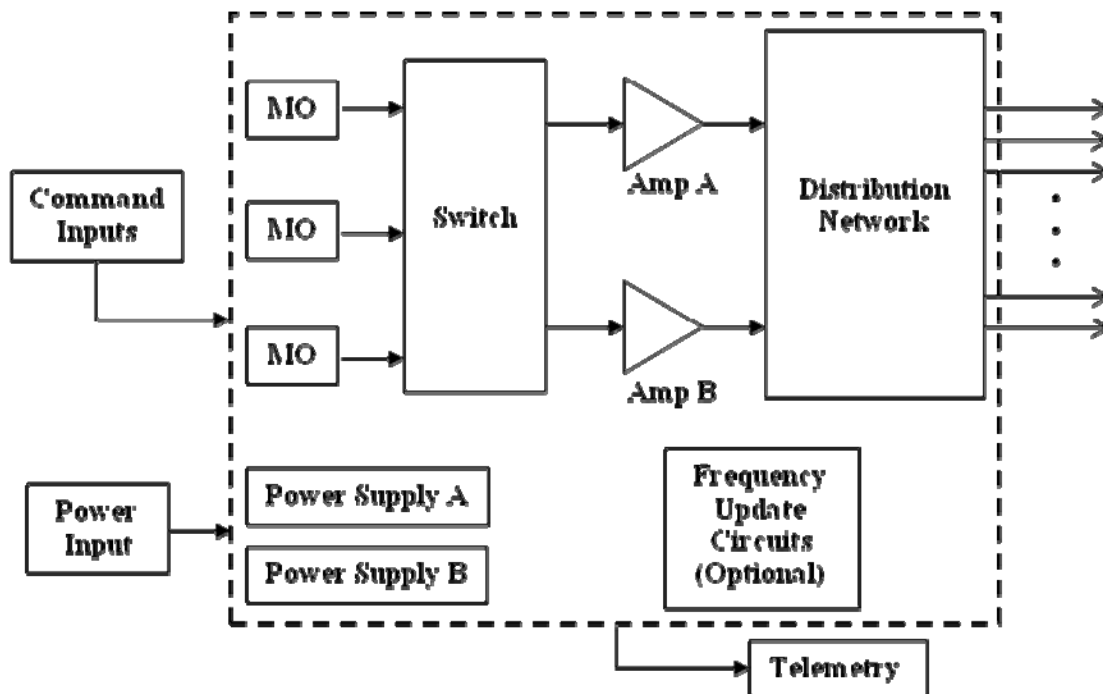 MO
MO
MO
Command
Inputs
Switch
Amp A
Amp B
Distribution
Network
Power
Input
Power Supply A
Power Supply B
Frequency
Update
Circuits
(Optional)
Telemetry